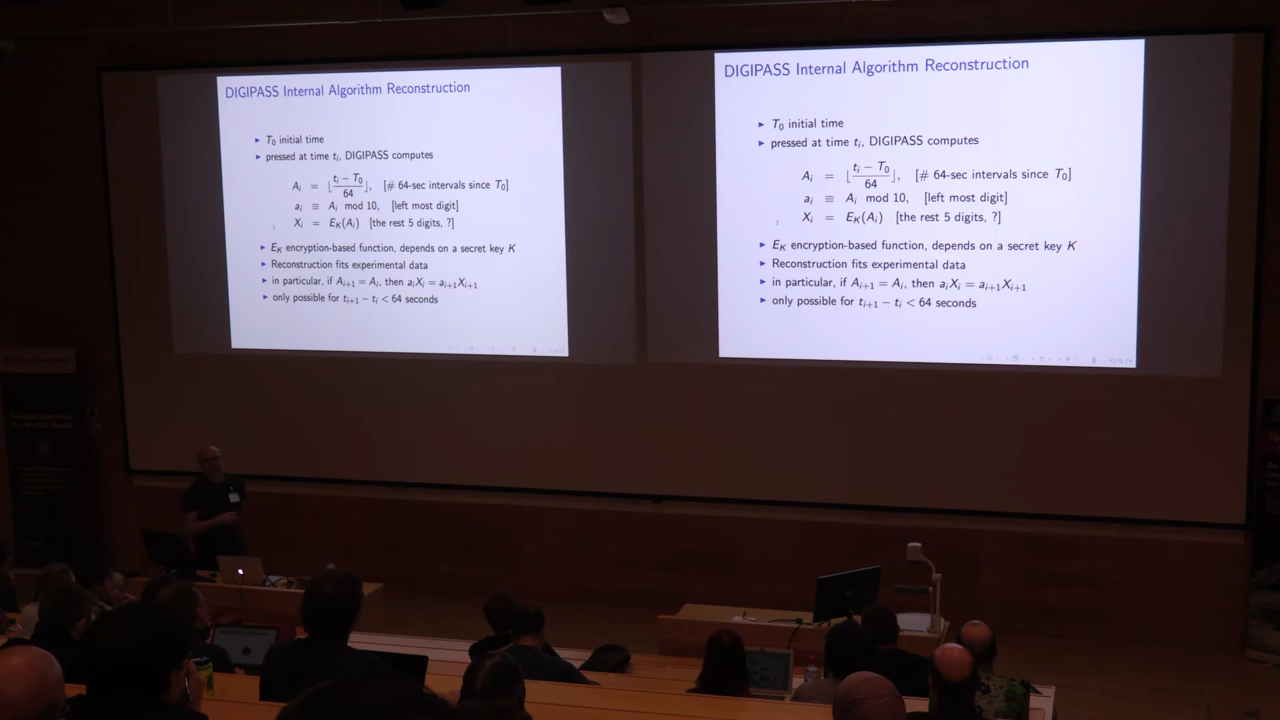 DIGIPASS Internal Algorithm Reconstruction
▸ T₀ initial time
▸ pressed at time tᵢ, DIGIPASS computes
Aᵢ = ⌊(tᵢ − T₀)/64⌋, [# 64-sec intervals since T₀]
aᵢ ≡ Aᵢ mod 10, [left most digit]
Xᵢ = E_K(Aᵢ) [the rest 5 digits, ?]
▸ E_K encryption-based function, depends on a secret key K
▸ Reconstruction fits experimental data
▸ in particular, if Aᵢ₊₁ = Aᵢ, then aᵢXᵢ = aᵢ₊₁Xᵢ₊₁
▸ only possible for tᵢ₊₁ − tᵢ < 64 seconds
DIGIPASS Internal Algorithm Reconstruction
▸ T₀ initial time
▸ pressed at time tᵢ, DIGIPASS computes
Aᵢ = ⌊(tᵢ − T₀)/64⌋, [# 64-sec intervals since T₀]
aᵢ ≡ Aᵢ mod 10, [left most digit]
Xᵢ = E_K(Aᵢ) [the rest 5 digits, ?]
▸ E_K encryption-based function, depends on a secret key K
▸ Reconstruction fits experimental data
▸ in particular, if Aᵢ₊₁ = Aᵢ, then aᵢXᵢ = aᵢ₊₁Xᵢ₊₁
▸ only possible for tᵢ₊₁ − tᵢ < 64 seconds